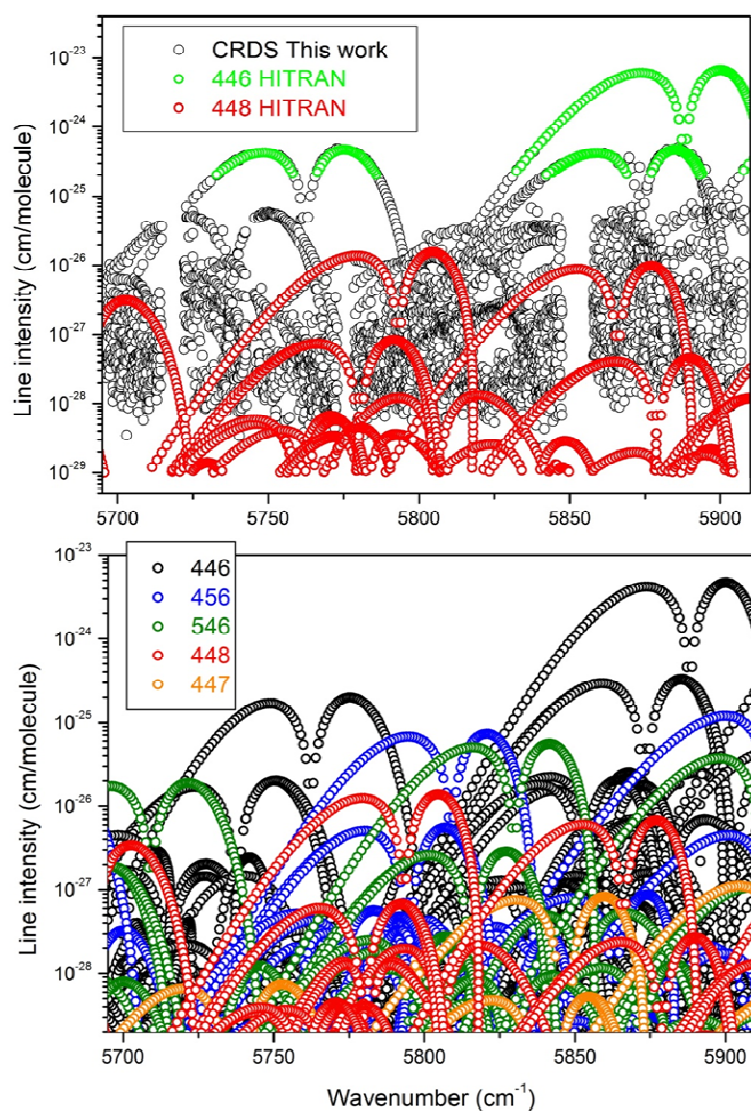 CRDS This work
446 HITRAN
448 HITRAN
Line intensity (cm/molecule)
10⁻²³
10⁻²⁴
10⁻²⁵
10⁻²⁶
10⁻²⁷
10⁻²⁸
10⁻²⁹
5700 5750 5800 5850 5900
446
456
546
448
447
Line intensity (cm/molecule)
10⁻²³
10⁻²⁴
10⁻²⁵
10⁻²⁶
10⁻²⁷
10⁻²⁸
5700 5750 5800 5850 5900
Wavenumber (cm⁻¹)